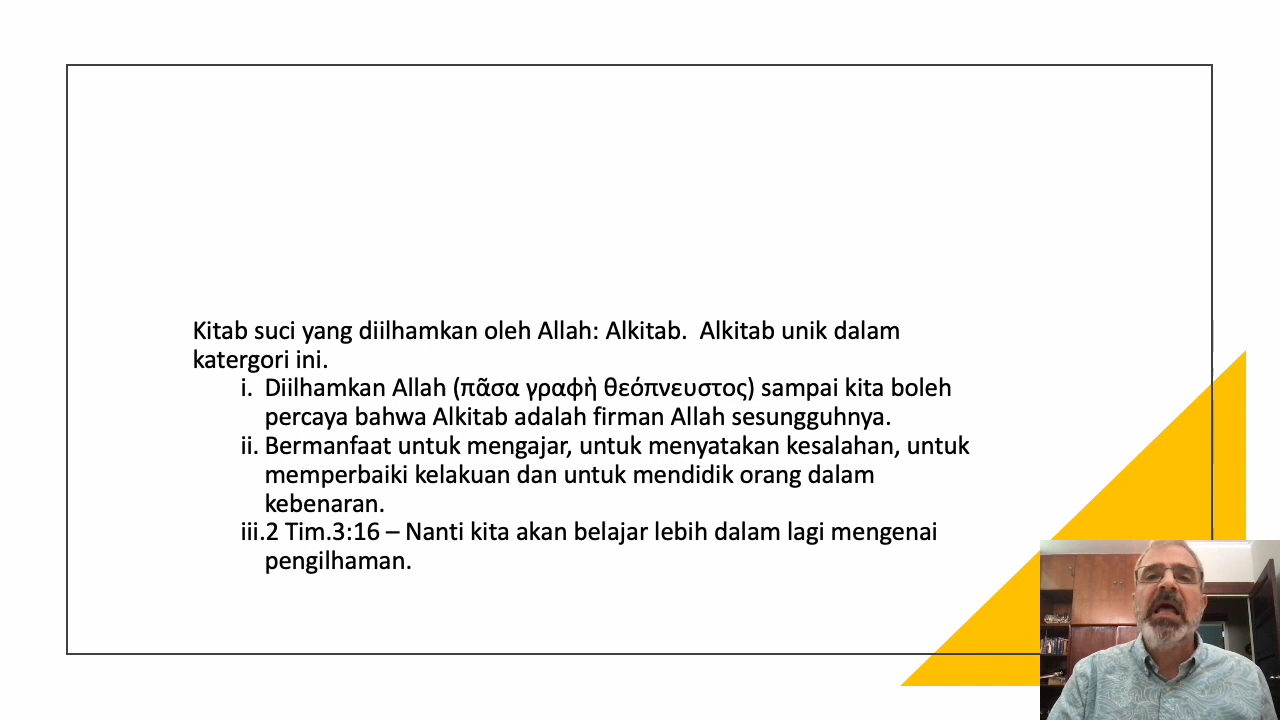 Kitab suci yang diilhamkan oleh Allah: Alkitab.  Alkitab unik dalam
katergori ini.
i. Diilhamkan Allah (πᾶσα γραφὴ θεόπνευστος) sampai kita boleh
percaya bahwa Alkitab adalah firman Allah sesungguhnya.
ii. Bermanfaat untuk mengajar, untuk menyatakan kesalahan, untuk
memperbaiki kelakuan dan untuk mendidik orang dalam
kebenaran.
iii.2 Tim.3:16 – Nanti kita akan belajar lebih dalam lagi mengenai
pengilhaman.